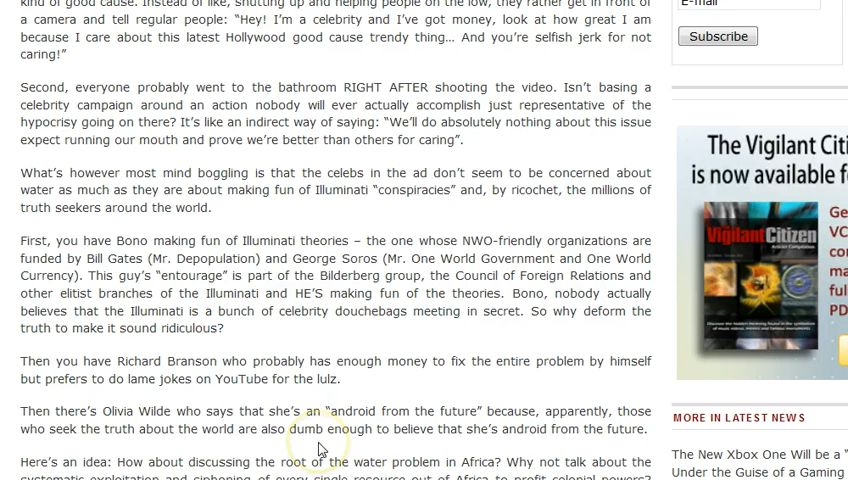 kind of good cause. Instead of like, shutting up and helping people on the low, they rather get in front of
a camera and tell regular people: “Hey! I’m a celebrity and I’ve got money, look at how great I am
because I care about this latest Hollywood good cause trendy thing… And you’re selfish jerk for not
caring!”
Second, everyone probably went to the bathroom RIGHT AFTER shooting the video. Isn’t basing a
celebrity campaign around an action nobody will ever actually accomplish just representative of the
hypocrisy going on there? It’s like an indirect way of saying: “We’ll do absolutely nothing about this issue
expect running our mouth and prove we’re better than others for caring”.
What’s however most mind boggling is that the celebs in the ad don’t seem to be concerned about
water as much as they are about making fun of Illuminati “conspiracies” and, by ricochet, the millions of
truth seekers around the world.
First, you have Bono making fun of Illuminati theories – the one whose NWO-friendly organizations are
funded by Bill Gates (Mr. Depopulation) and George Soros (Mr. One World Government and One World
Currency). This guy’s “entourage” is part of the Bilderberg group, the Council of Foreign Relations and
other elitist branches of the Illuminati and HE’S making fun of the theories. Bono, nobody actually
believes that the Illuminati is a bunch of celebrity douchebags meeting in secret. So why deform the
truth to make it sound ridiculous?
Then you have Richard Branson who probably has enough money to fix the entire problem by himself
but prefers to do lame jokes on YouTube for the lulz.
Then there’s Olivia Wilde who says that she’s an “android from the future” because, apparently, those
who seek the truth about the world are also dumb enough to believe that she’s android from the future.
Here’s an idea: How about discussing the root of the water problem in Africa? Why not talk about the
systematic exploitation and siphoning of every single resource out of Africa to profit colonial powers?
E-mail
Subscribe
The Vigilant Citi
is now available f
VigilantCitizen
Ge
VC
con
ma
full
PD
MORE IN LATEST NEWS
The New Xbox One Will be a “
Under the Guise of a Gaming